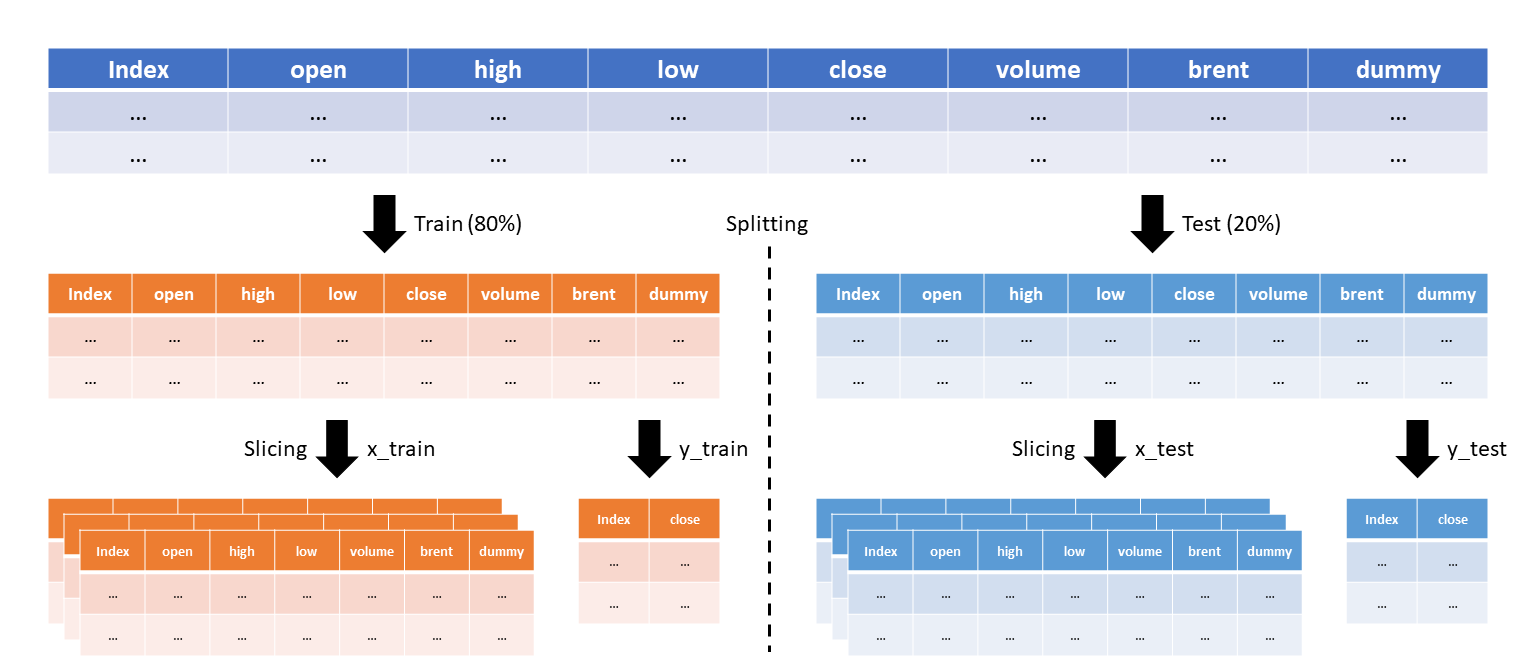 Index open high low close volume brent dummy
... ... ... ... ... ... ... ...
... ... ... ... ... ... ... ...
Train (80%)
Splitting
Test (20%)
Index open high low close volume brent dummy
... ... ... ... ... ... ... ...
... ... ... ... ... ... ... ...
Index open high low close volume brent dummy
... ... ... ... ... ... ... ...
... ... ... ... ... ... ... ...
Slicing x_train
y_train
Slicing x_test
y_test
Index open high low volume brent dummy
... ... ... ... ... ... ...
... ... ... ... ... ... ...
Index close
... ...
... ...
Index open high low volume brent dummy
... ... ... ... ... ... ...
... ... ... ... ... ... ...
Index close
... ...
... ...